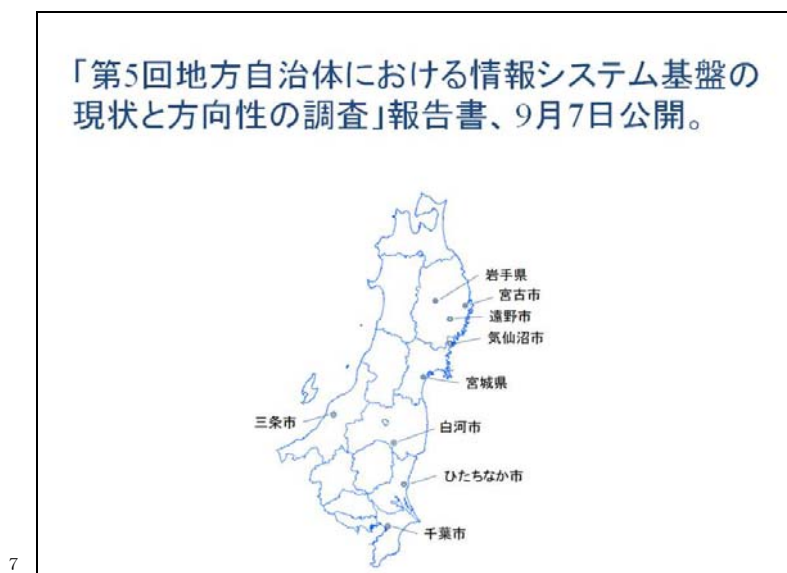 「第5回地方自治体における情報システム基盤の
現状と方向性の調査」報告書、9月7日公開。
岩手県
宮古市
遠野市
気仙沼市
宮城県
三条市
白河市
ひたちなか市
千葉市
7